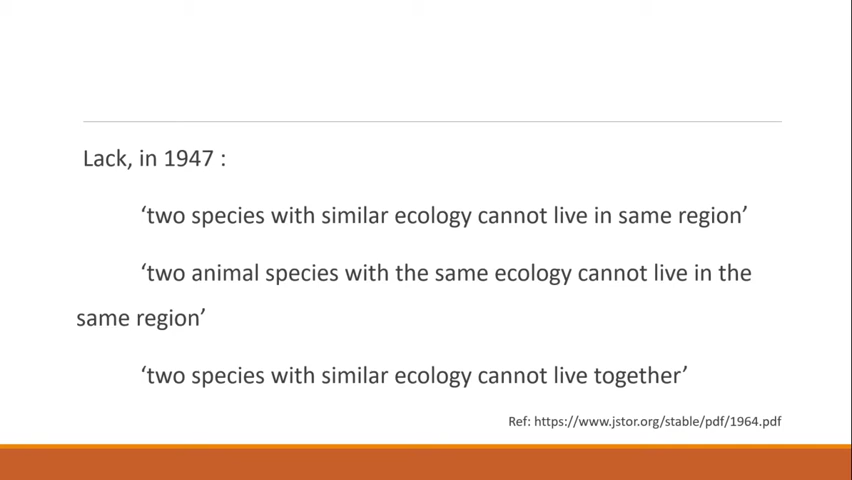 Lack, in 1947 :
‘two species with similar ecology cannot live in same region’
‘two animal species with the same ecology cannot live in the
same region’
‘two species with similar ecology cannot live together’
Ref: https://www.jstor.org/stable/pdf/1964.pdf